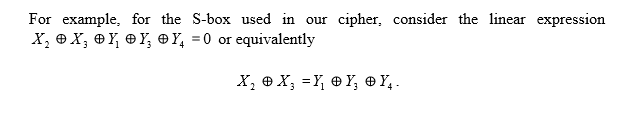 For example, for the S-box used in our cipher, consider the linear expression
X₂ ⊕ X₃ ⊕ Y₁ ⊕ Y₃ ⊕ Y₄ = 0 or equivalently
X₂ ⊕ X₃ = Y₁ ⊕ Y₃ ⊕ Y₄ .